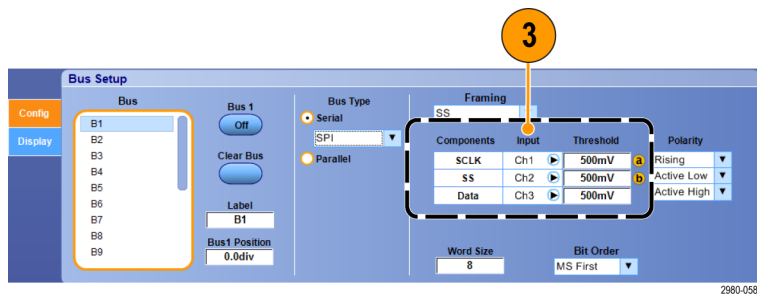 3
Bus Setup
Config
Display
Bus
B1
B2
B3
B4
B5
B6
B7
B8
B9
Bus 1
Off
Clear Bus
Label
B1
Bus1 Position
0.0div
Bus Type
Serial
SPI
Parallel
Framing
SS
Components Input Threshold Polarity
SCLK Ch1 500mV a Rising
SS Ch2 500mV b Active Low
Data Ch3 500mV Active High
Word Size
8
Bit Order
MS First
2980-058